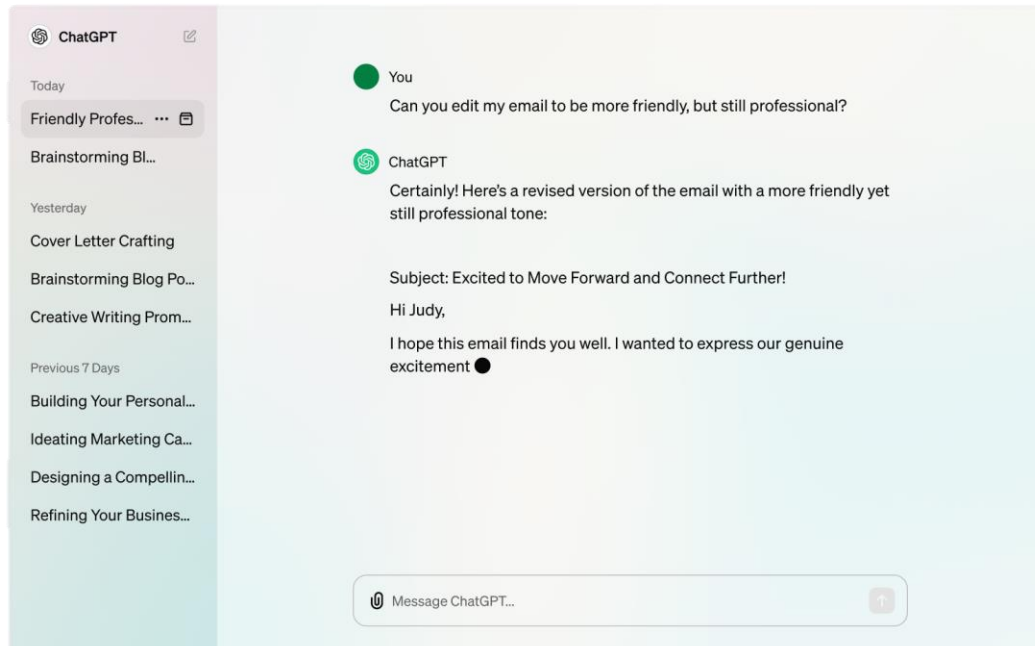 ChatGPT
Today
Friendly Profes...
Brainstorming Bl...
Yesterday
Cover Letter Crafting
Brainstorming Blog Po...
Creative Writing Prom...
Previous 7 Days
Building Your Personal...
Ideating Marketing Ca...
Designing a Compellin...
Refining Your Busines...
You
Can you edit my email to be more friendly, but still professional?
ChatGPT
Certainly! Here’s a revised version of the email with a more friendly yet
still professional tone:
Subject: Excited to Move Forward and Connect Further!
Hi Judy,
I hope this email finds you well. I wanted to express our genuine
excitement
Message ChatGPT...